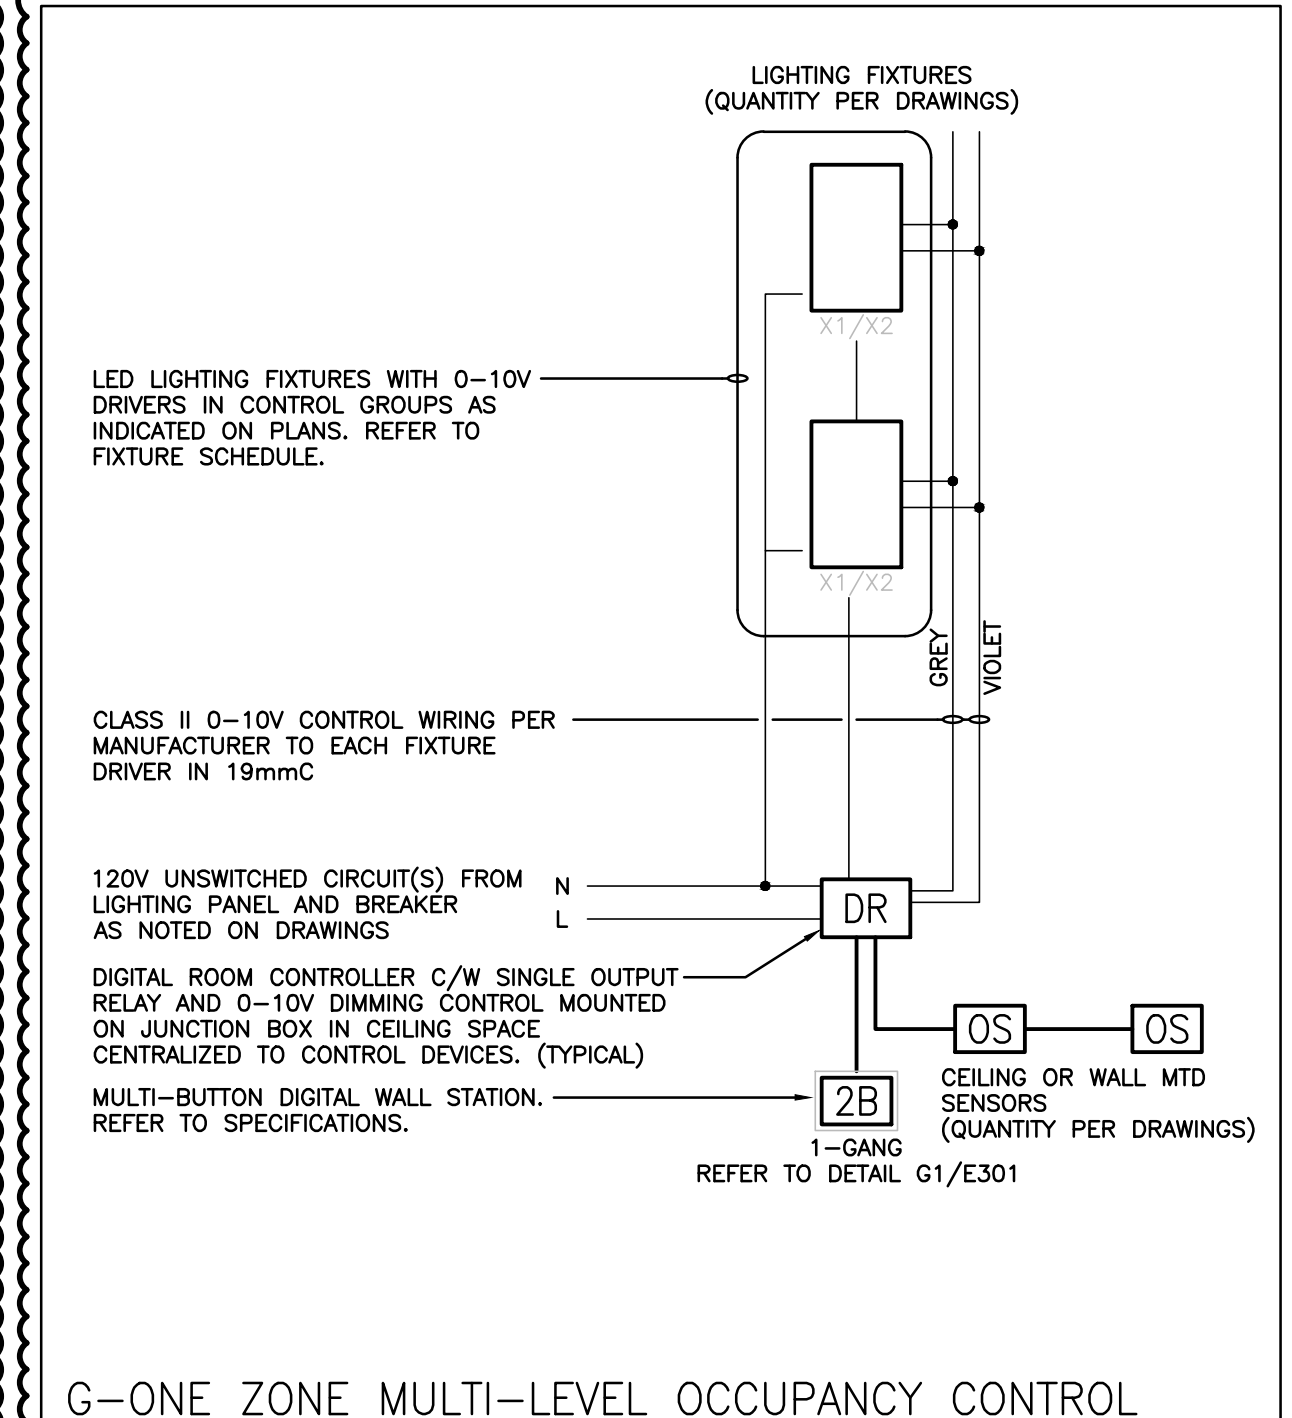 LIGHTING FIXTURES
(QUANTITY PER DRAWINGS)
X1/X2
LED LIGHTING FIXTURES WITH 0-10V
DRIVERS IN CONTROL GROUPS AS
INDICATED ON PLANS. REFER TO
FIXTURE SCHEDULE.
X1/X2
GREY
VIOLET
CLASS II 0-10V CONTROL WIRING PER
MANUFACTURER TO EACH FIXTURE
DRIVER IN 19mmC
120V UNSWITCHED CIRCUIT(S) FROM
LIGHTING PANEL AND BREAKER
AS NOTED ON DRAWINGS
N
L
DR
DIGITAL ROOM CONTROLLER C/W SINGLE OUTPUT
RELAY AND 0-10V DIMMING CONTROL MOUNTED
ON JUNCTION BOX IN CEILING SPACE
CENTRALIZED TO CONTROL DEVICES. (TYPICAL)
OS
OS
CEILING OR WALL MTD
SENSORS
(QUANTITY PER DRAWINGS)
MULTI-BUTTON DIGITAL WALL STATION.
REFER TO SPECIFICATIONS.
2B
1-GANG
REFER TO DETAIL G1/E301
G-ONE ZONE MULTI-LEVEL OCCUPANCY CONTROL